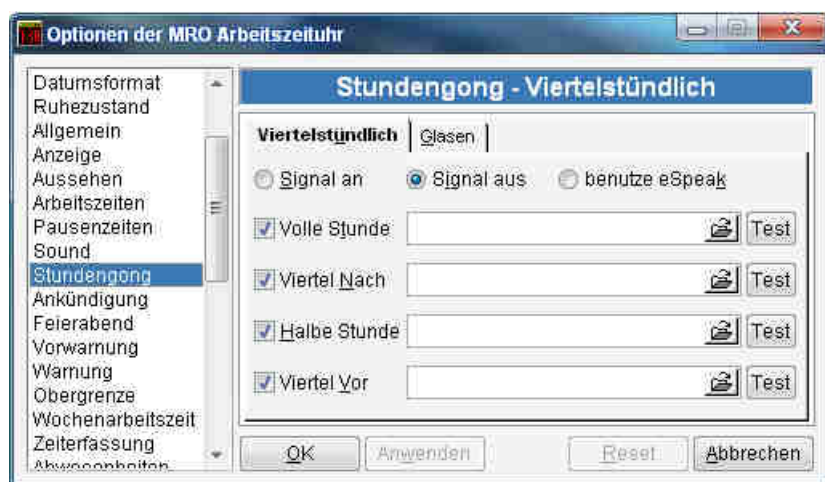 Optionen der MRO Arbeitszeituhr
Datumsformat
Ruhezustand
Allgemein
Anzeige
Aussehen
Arbeitszeiten
Pausenzeiten
Sound
Stundengong
Ankündigung
Feierabend
Vorwarnung
Warnung
Obergrenze
Wochenarbeitszeit
Zeiterfassung
Abwesenheiten
Stundengong - Viertelstündlich
Viertelstündlich Glasen
Signal an Signal aus benutze eSpeak
Volle Stunde Test
Viertel Nach Test
Halbe Stunde Test
Viertel Vor Test
OK Anwenden Reset Abbrechen